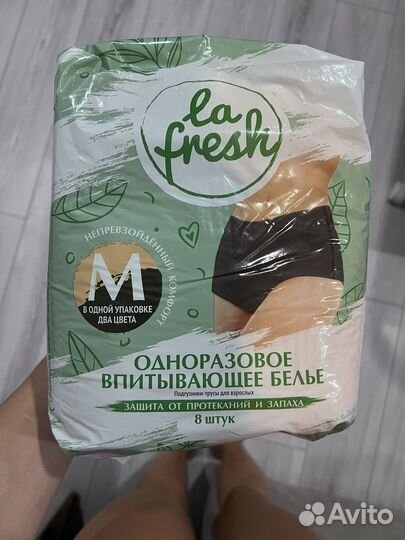 la
fresh
НЕПРЕВЗОЙДЕННЫЙ КОМФОРТ
M
В ОДНОЙ УПАКОВКЕ
ДВА ЦВЕТА
ОДНОРАЗОВОЕ
ВПИТЫВАЮЩЕЕ БЕЛЬЕ
Подгузники-трусы для взрослых
ЗАЩИТА ОТ ПРОТЕКАНИЙ И ЗАПАХА
8 штук
Avito